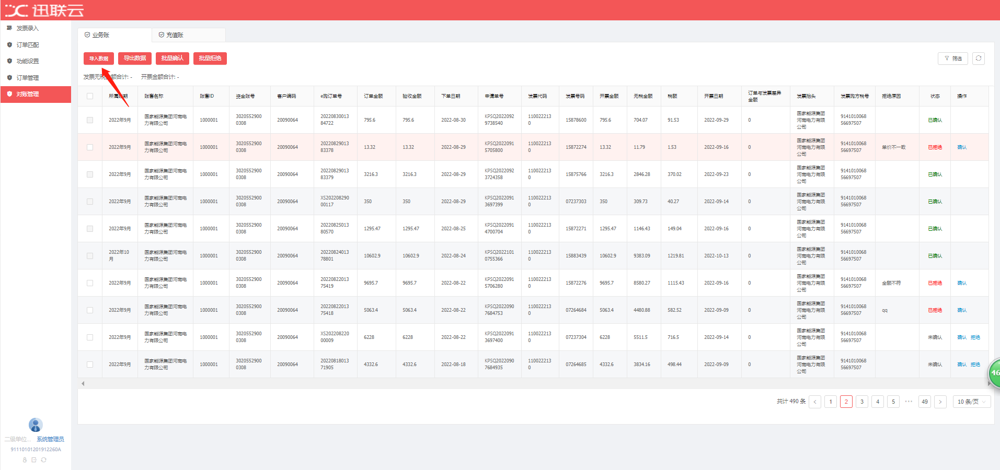 迅联云
发票录入
订单匹配
功能设置
订单管理
对账管理
业务账 充值账
导入数据 导出数据 批量确认 批量拒绝 筛选
发票无税金额合计: - 开票金额合计: -
所属账期 账套名称 账套ID 资金账号 客户编码 e购订单号 订单金额 验收金额 下单日期 申请单号 发票代码 发票号码 开票金额 无税金额 税额 开票日期 订单与发票差异金额 发票抬头 发票购方税号 拒绝原因 状态 操作
2022年9月 国家能源集团河南电力有限公司 1000001 30205529000308 20090064 2022083001384722 795.6 795.6 2022-08-30 KPSQ20220929738540 1100222130 15878600 795.6 704.07 91.53 2022-09-29 0 国家能源集团河南电力有限公司 914101006856697507 已确认
2022年9月 国家能源集团河南电力有限公司 1000001 30205529000308 20090064 2022082901383378 13.32 13.32 2022-08-29 KPSQ20220915705800 1100222130 15872274 13.32 11.79 1.53 2022-09-16 0 国家能源集团河南电力有限公司 914101006856697507 单价不一致 已拒绝 确认
2022年9月 国家能源集团河南电力有限公司 1000001 30205529000308 20090064 2022082901383379 3216.3 3216.3 2022-08-29 KPSQ20220923724358 1100222130 15875766 3216.3 2846.28 370.02 2022-09-23 0 国家能源集团河南电力有限公司 914101006856697507 已确认
2022年9月 国家能源集团河南电力有限公司 1000001 30205529000308 20090064 XS20220829000117 350 350 2022-08-29 KPSQ20220913697399 1100222130 07237303 350 309.73 40.27 2022-09-14 0 国家能源集团河南电力有限公司 914101006856697507 已确认
2022年9月 国家能源集团河南电力有限公司 1000001 30205529000308 20090064 2022082501380570 1295.47 1295.47 2022-08-25 KPSQ20220914700704 1100222130 15872271 1295.47 1146.43 149.04 2022-09-16 0 国家能源集团河南电力有限公司 914101006856697507 已确认
2022年10月 国家能源集团河南电力有限公司 1000001 30205529000308 20090064 2022082401378801 10602.9 10602.9 2022-08-24 KPSQ20221010755366 1100222130 15883439 10602.9 9383.09 1219.81 2022-10-13 0 国家能源集团河南电力有限公司 914101006856697507 已确认
2022年9月 国家能源集团河南电力有限公司 1000001 30205529000308 20090064 2022082201375419 9695.7 9695.7 2022-08-22 KPSQ20220915706280 1100222130 15872276 9695.7 8580.27 1115.43 2022-09-16 0 国家能源集团河南电力有限公司 914101006856697507 金额不符 已拒绝 确认
2022年9月 国家能源集团河南电力有限公司 1000001 30205529000308 20090064 2022082201375418 5063.4 5063.4 2022-08-22 KPSQ20220907684753 1100222130 07264684 5063.4 4480.88 582.52 2022-09-09 0 国家能源集团河南电力有限公司 914101006856697507 qq 已拒绝 确认
2022年9月 国家能源集团河南电力有限公司 1000001 30205529000308 20090064 XS20220822000009 6228 6228 2022-08-22 KPSQ20220913697400 1100222130 07237304 6228 5511.5 716.5 2022-09-14 0 国家能源集团河南电力有限公司 914101006856697507 未确认 确认 拒绝
2022年9月 国家能源集团河南电力有限公司 1000001 30205529000308 20090064 2022081801371905 4332.6 4332.6 2022-08-18 KPSQ20220907684935 1100222130 07264685 4332.6 3834.16 498.44 2022-09-09 0 国家能源集团河南电力有限公司 914101006856697507 未确认 确认 拒绝
46
共计 490 条 < 1 2 3 4 5 ••• 49 > 10 条/页
二级单位... 系统管理员
91110101201912260A